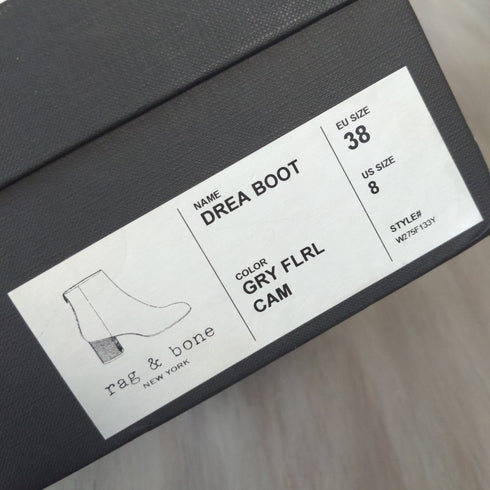 rag & bone
NEW YORK
NAME
DREA BOOT
COLOR
GRY FLRL
CAM
EU SIZE
38
US SIZE
8
STYLE#
W275F133Y